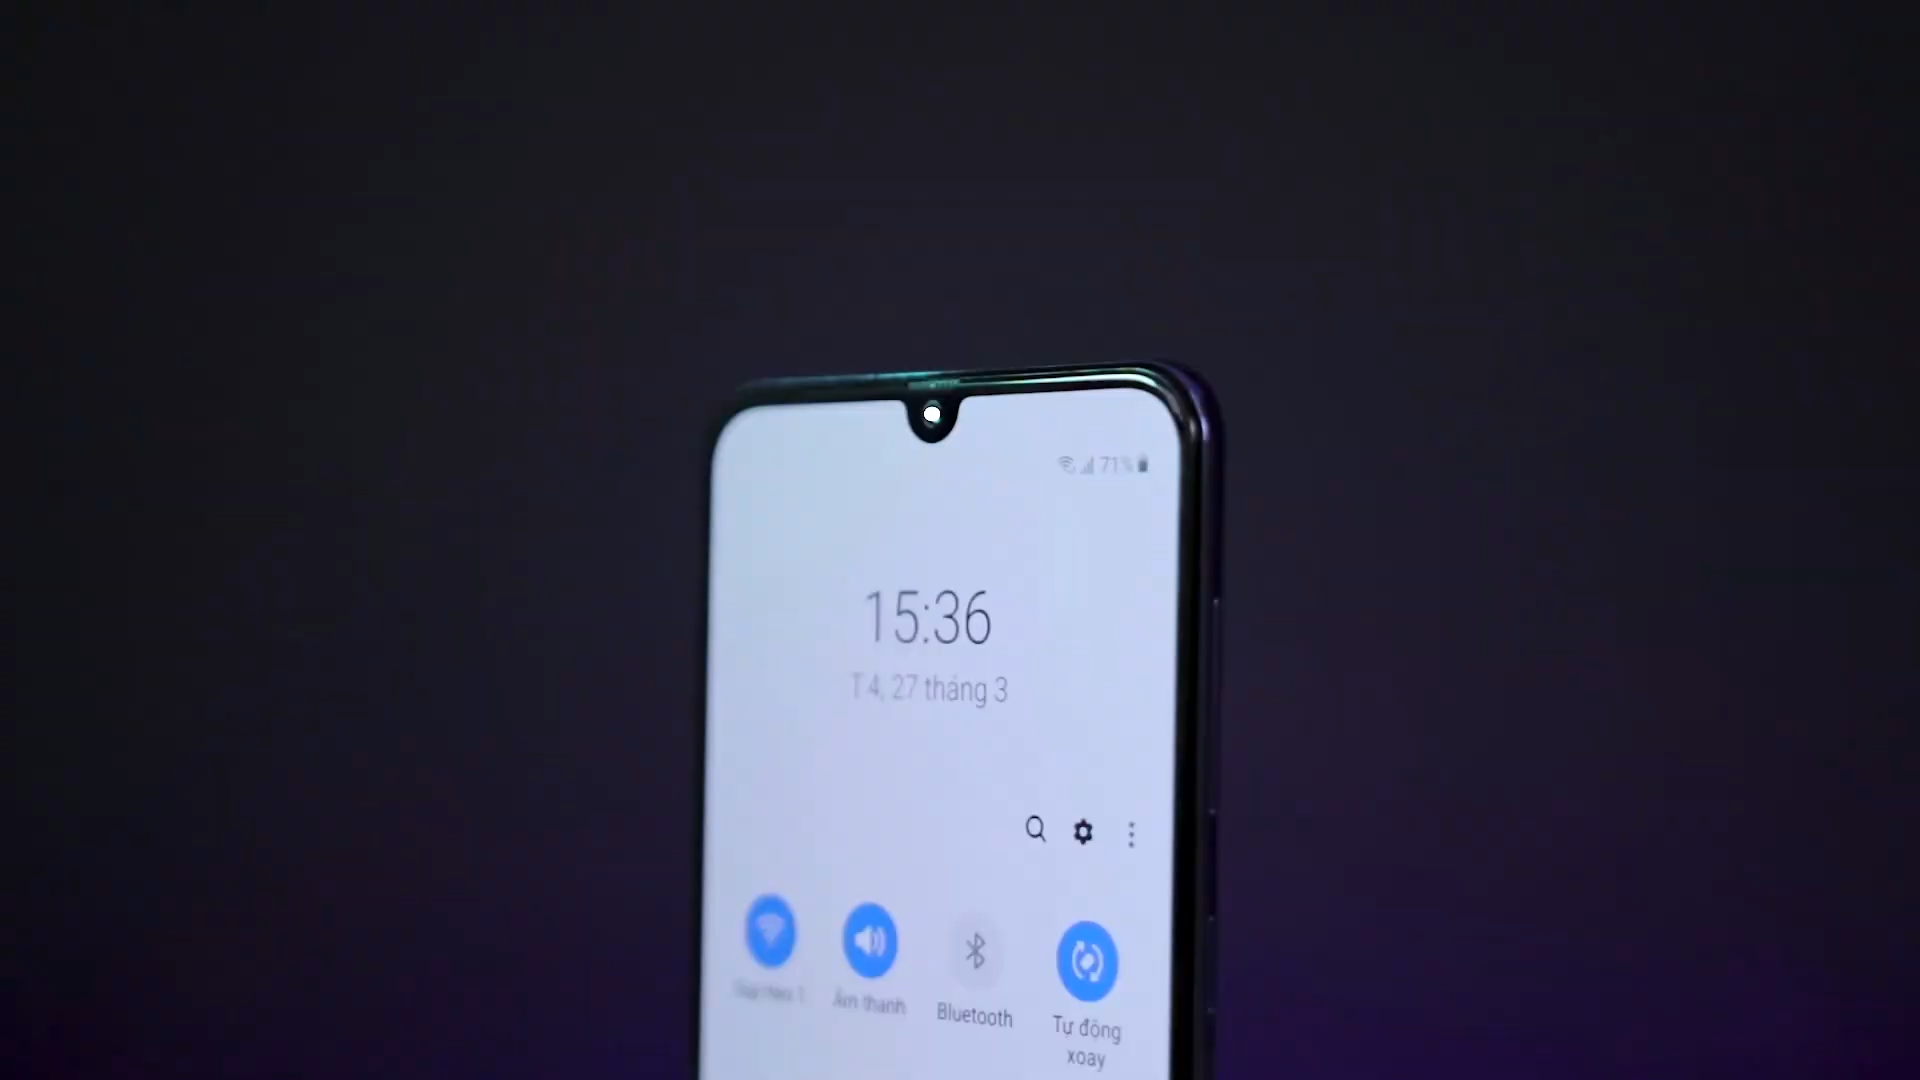 71%
15:36
T 4, 27 tháng 3
Âm thanh
Bluetooth
Tự động
xoay